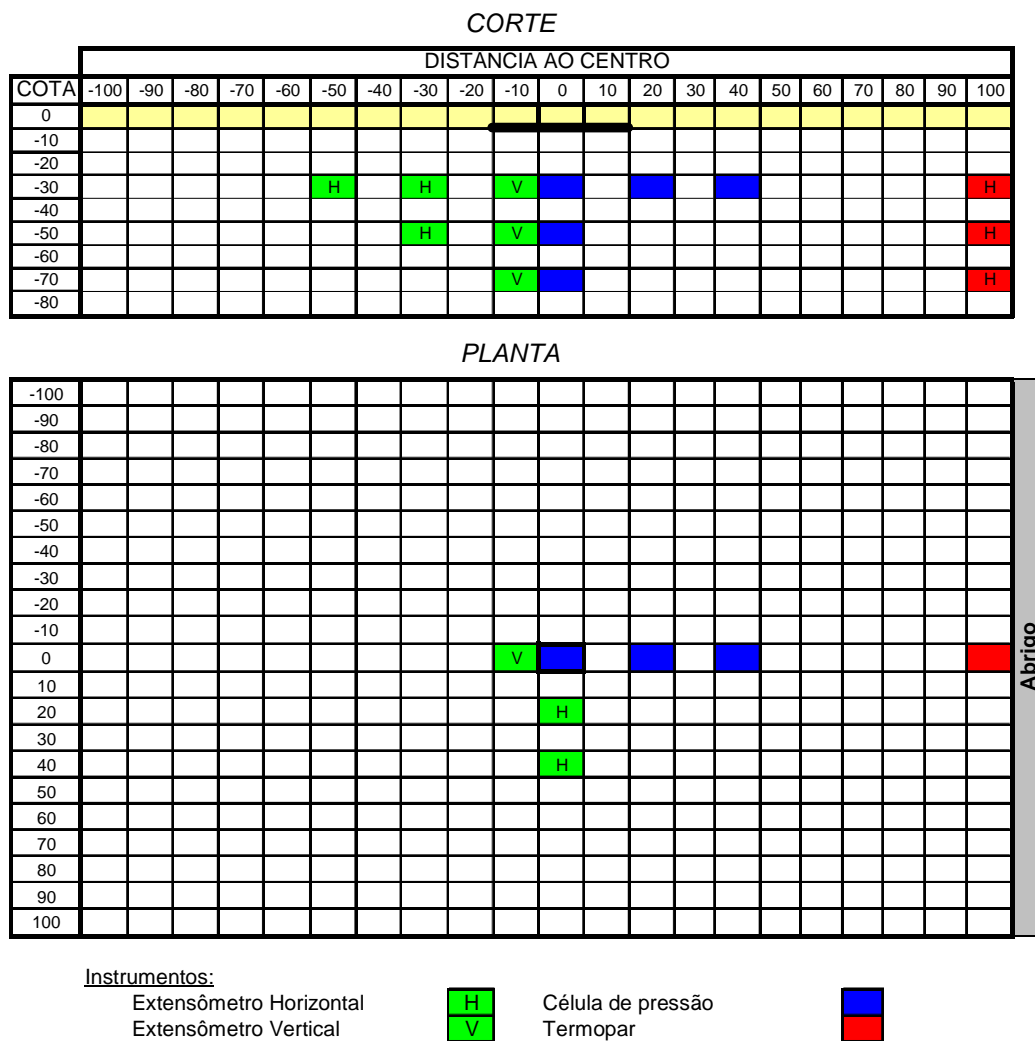 CORTE
DISTANCIA AO CENTRO
COTA -100 -90 -80 -70 -60 -50 -40 -30 -20 -10 0 10 20 30 40 50 60 70 80 90 100
0
-10
-20
-30 H H V H
-40
-50 H V H
-60
-70 V H
-80
PLANTA
-100
-90
-80
-70
-60
-50
-40
-30
-20
-10
0 V
10
20 H
30
40 H
50
60
70
80
90
100
Abrigo
Instrumentos:
Extensômetro Horizontal H Célula de pressão
Extensômetro Vertical V Termopar